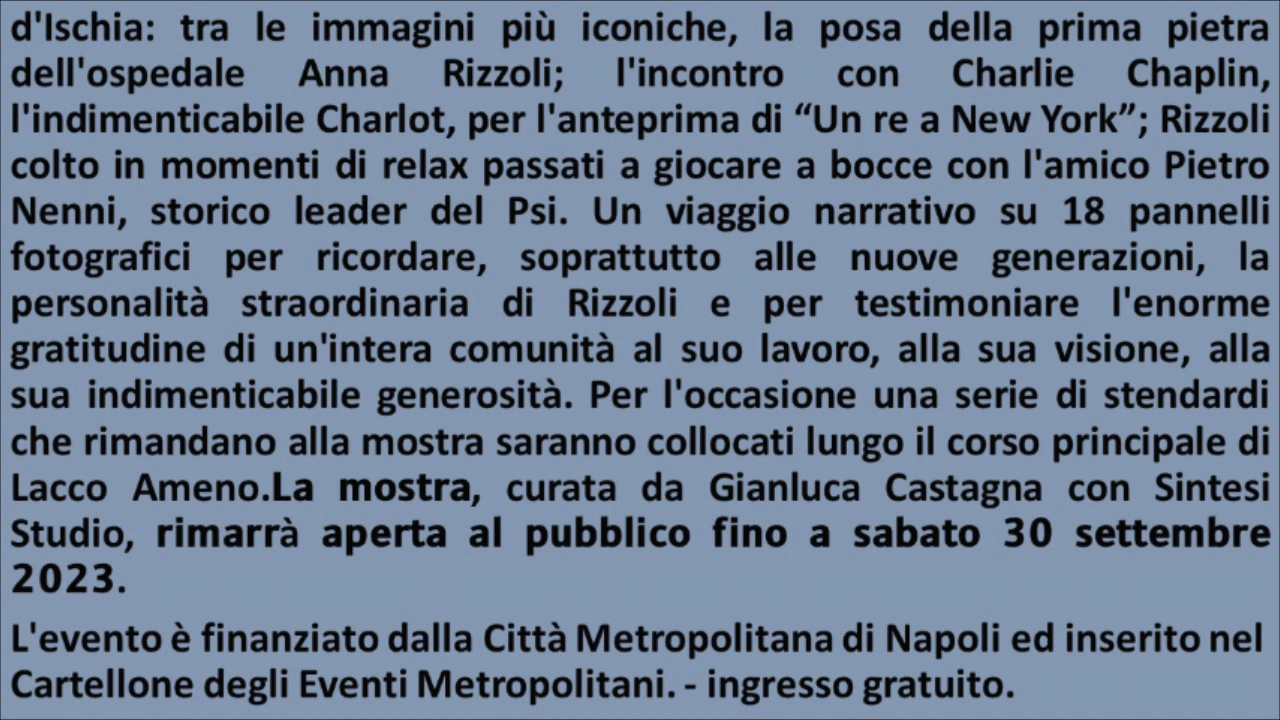 d'Ischia: tra le immagini più iconiche, la posa della prima pietra
dell'ospedale Anna Rizzoli; l'incontro con Charlie Chaplin,
l'indimenticabile Charlot, per l'anteprima di “Un re a New York”; Rizzoli
colto in momenti di relax passati a giocare a bocce con l'amico Pietro
Nenni, storico leader del Psi. Un viaggio narrativo su 18 pannelli
fotografici per ricordare, soprattutto alle nuove generazioni, la
personalità straordinaria di Rizzoli e per testimoniare l'enorme
gratitudine di un'intera comunità al suo lavoro, alla sua visione, alla
sua indimenticabile generosità. Per l'occasione una serie di stendardi
che rimandano alla mostra saranno collocati lungo il corso principale di
Lacco Ameno.La mostra, curata da Gianluca Castagna con Sintesi
Studio, rimarrà aperta al pubblico fino a sabato 30 settembre
2023.
L'evento è finanziato dalla Città Metropolitana di Napoli ed inserito nel
Cartellone degli Eventi Metropolitani. - ingresso gratuito.